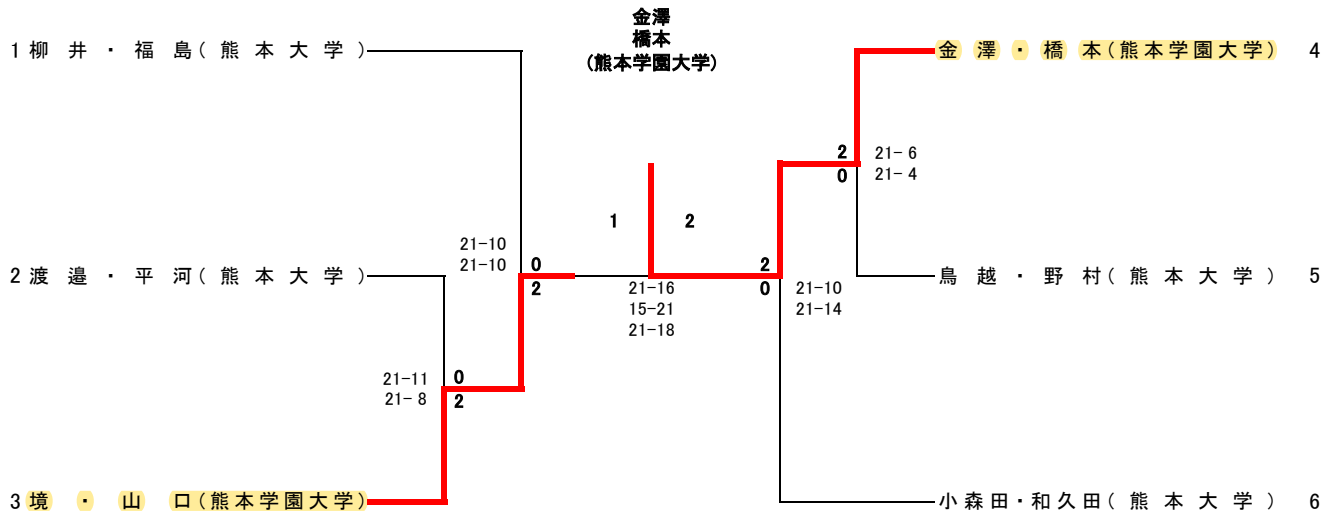 金澤
橋本
(熊本学園大学)
1 柳井・福島(熊本大学)
金澤・橋本(熊本学園大学) 4
2 21- 6
0 21- 4
1 2
21-10
21-10
0
2
2 渡邉・平河(熊本大学)
2
0
21-16
15-21
21-18
21-10
21-14
鳥越・野村(熊本大学) 5
21-11 0
21- 8 2
3 境・山口(熊本学園大学)
小森田・和久田(熊本大学) 6